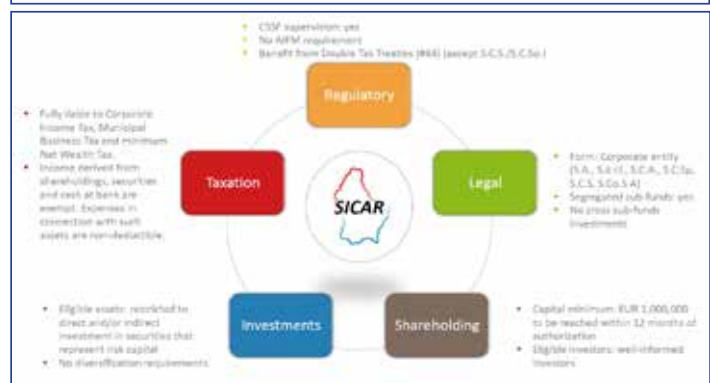 CSSF supervision: yes
No AIFM requirement
Benefit from Double Tax Treaties (except S.C.S./S.C.Sp.)
Regulatory
Fully liable to Corporate
Income Tax, Municipal
Business Tax and minimum
Net Wealth Tax.
Income derived from
shareholdings, securities
and cash at bank are
exempt. Expenses in
connection with such
assets are non-deductible.
Taxation
SICAR
Legal
Form: Corporate entity
(S.A., S.à r.l., S.C.A., S.C.Sp,
S.C.S, S.Co.S.A)
Segregated sub-funds: yes
No cross sub-funds
investments
Eligible assets: restricted to
direct and/or indirect
investment in securities that
represent risk capital
No diversification requirements
Investments
Shareholding
Capital minimum: EUR 1,000,000
to be reached within 12 months of
authorization
Eligible investors: well-informed
investors